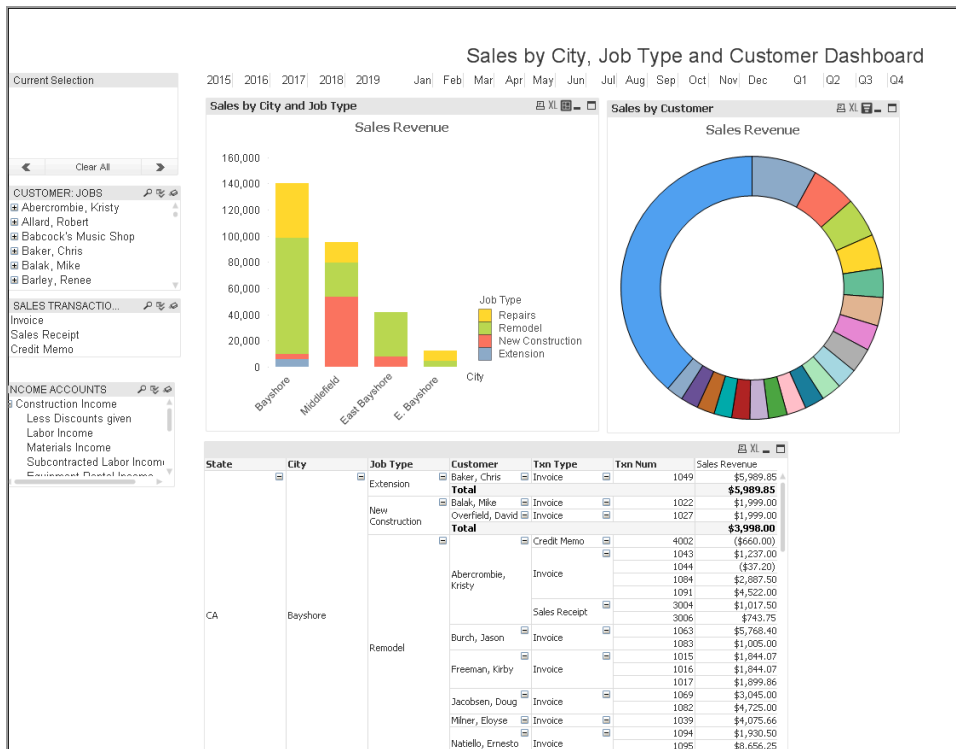 Sales by City, Job Type and Customer Dashboard
Current Selection
2015 2016 2017 2018 2019 Jan Feb Mar Apr May Jun Jul Aug Sep Oct Nov Dec Q1 Q2 Q3 Q4
Clear All
CUSTOMER: JOBS
Abercrombie, Kristy
Allard, Robert
Babcock's Music Shop
Baker, Chris
Balak, Mike
Barley, Renee
SALES TRANSACTIO...
Invoice
Sales Receipt
Credit Memo
NCOME ACCOUNTS
Construction Income
Less Discounts given
Labor Income
Materials Income
Subcontracted Labor Incom
Equipment Rental Income
Sales by City and Job Type XL
Sales Revenue
160,000
140,000
120,000
100,000
80,000
60,000
40,000
20,000
0
Bayshore
Middlefield
East Bayshore
E. Bayshore
Job Type
Repairs
Remodel
New Construction
Extension
City
Sales by Customer XL
Sales Revenue
XL
State City Job Type Customer Txn Type Txn Num Sales Revenue
CA Bayshore Extension Baker, Chris Invoice 1049 $5,989.85
Total $5,989.85
New Construction Balak, Mike Invoice 1022 $1,999.00
Overfield, David Invoice 1027 $1,999.00
Total $3,998.00
Remodel Abercrombie, Kristy Credit Memo 4002 ($660.00)
Invoice 1043 $1,237.00
1044 ($37.20)
1084 $2,887.50
1091 $4,522.00
Sales Receipt 3004 $1,017.50
3006 $743.75
Burch, Jason Invoice 1063 $5,768.40
1083 $1,005.00
Freeman, Kirby Invoice 1015 $1,844.07
1016 $1,844.07
1017 $1,899.86
Jacobsen, Doug Invoice 1069 $3,045.00
1082 $4,725.00
Milner, Eloyse Invoice 1039 $4,075.66
Natiello, Ernesto Invoice 1094 $1,930.50
1095 $8,656.25